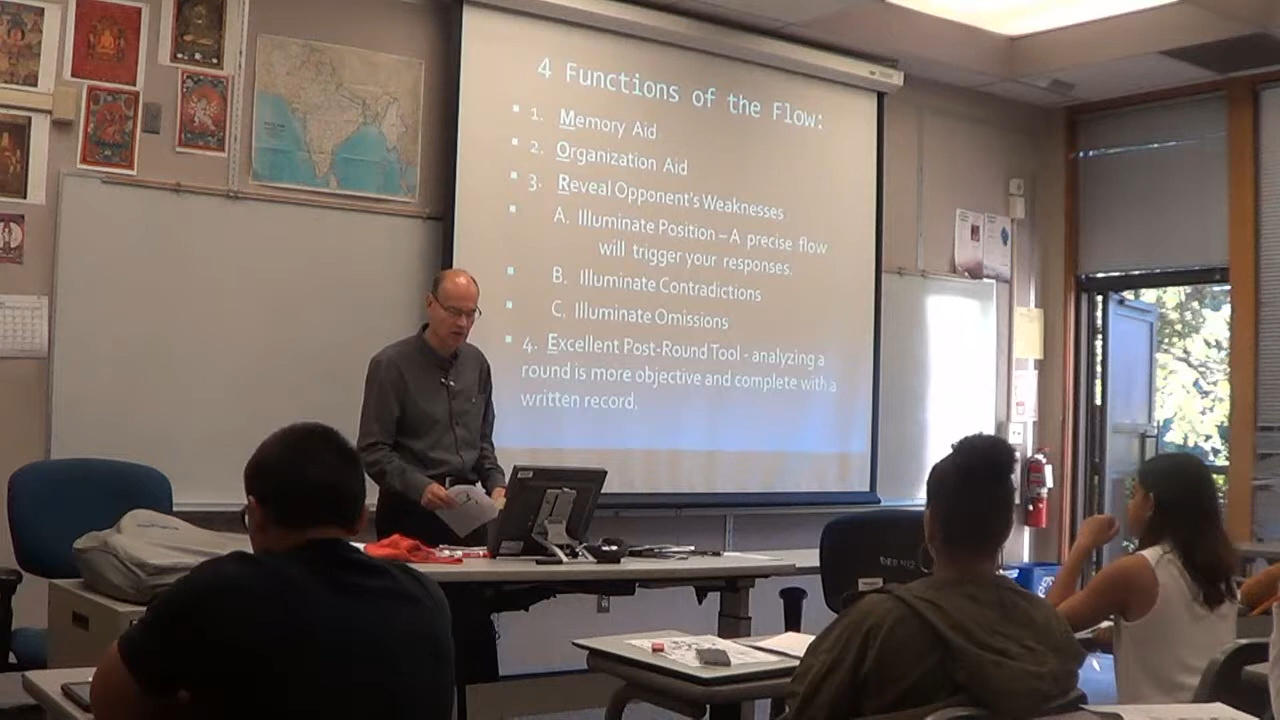 4 Functions of the Flow:
1. Memory Aid
2. Organization Aid
3. Reveal Opponent's Weaknesses
A. Illuminate Position – A precise flow
will trigger your responses.
B. Illuminate Contradictions
C. Illuminate Omissions
4. Excellent Post-Round Tool - analyzing a
round is more objective and complete with a
written record.